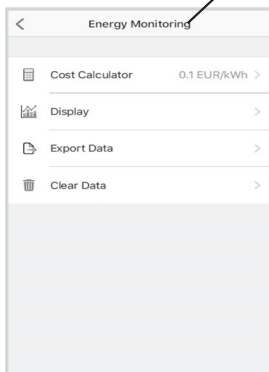 Energy Monitoring
Cost Calculator 0.1 EUR/kWh
Display
Export Data
Clear Data